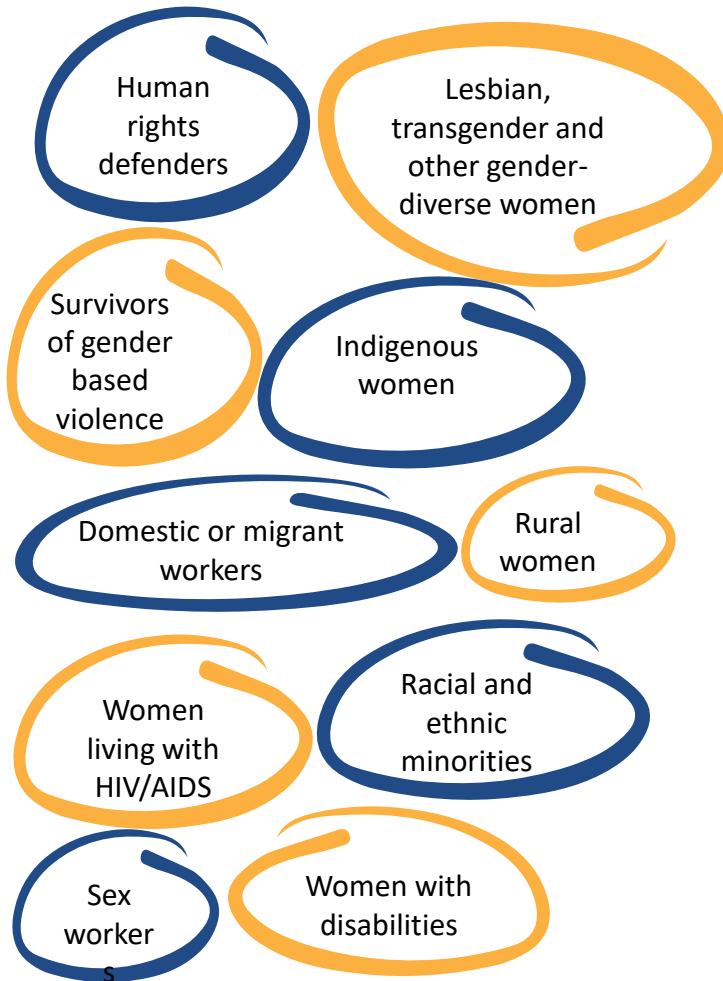 Human
rights
defenders
Lesbian,
transgender and
other gender-
diverse women
Survivors
of gender
based
violence
Indigenous
women
Domestic or migrant
workers
Rural
women
Women
living with
HIV/AIDS
Racial and
ethnic
minorities
Sex
worker
s
Women with
disabilities